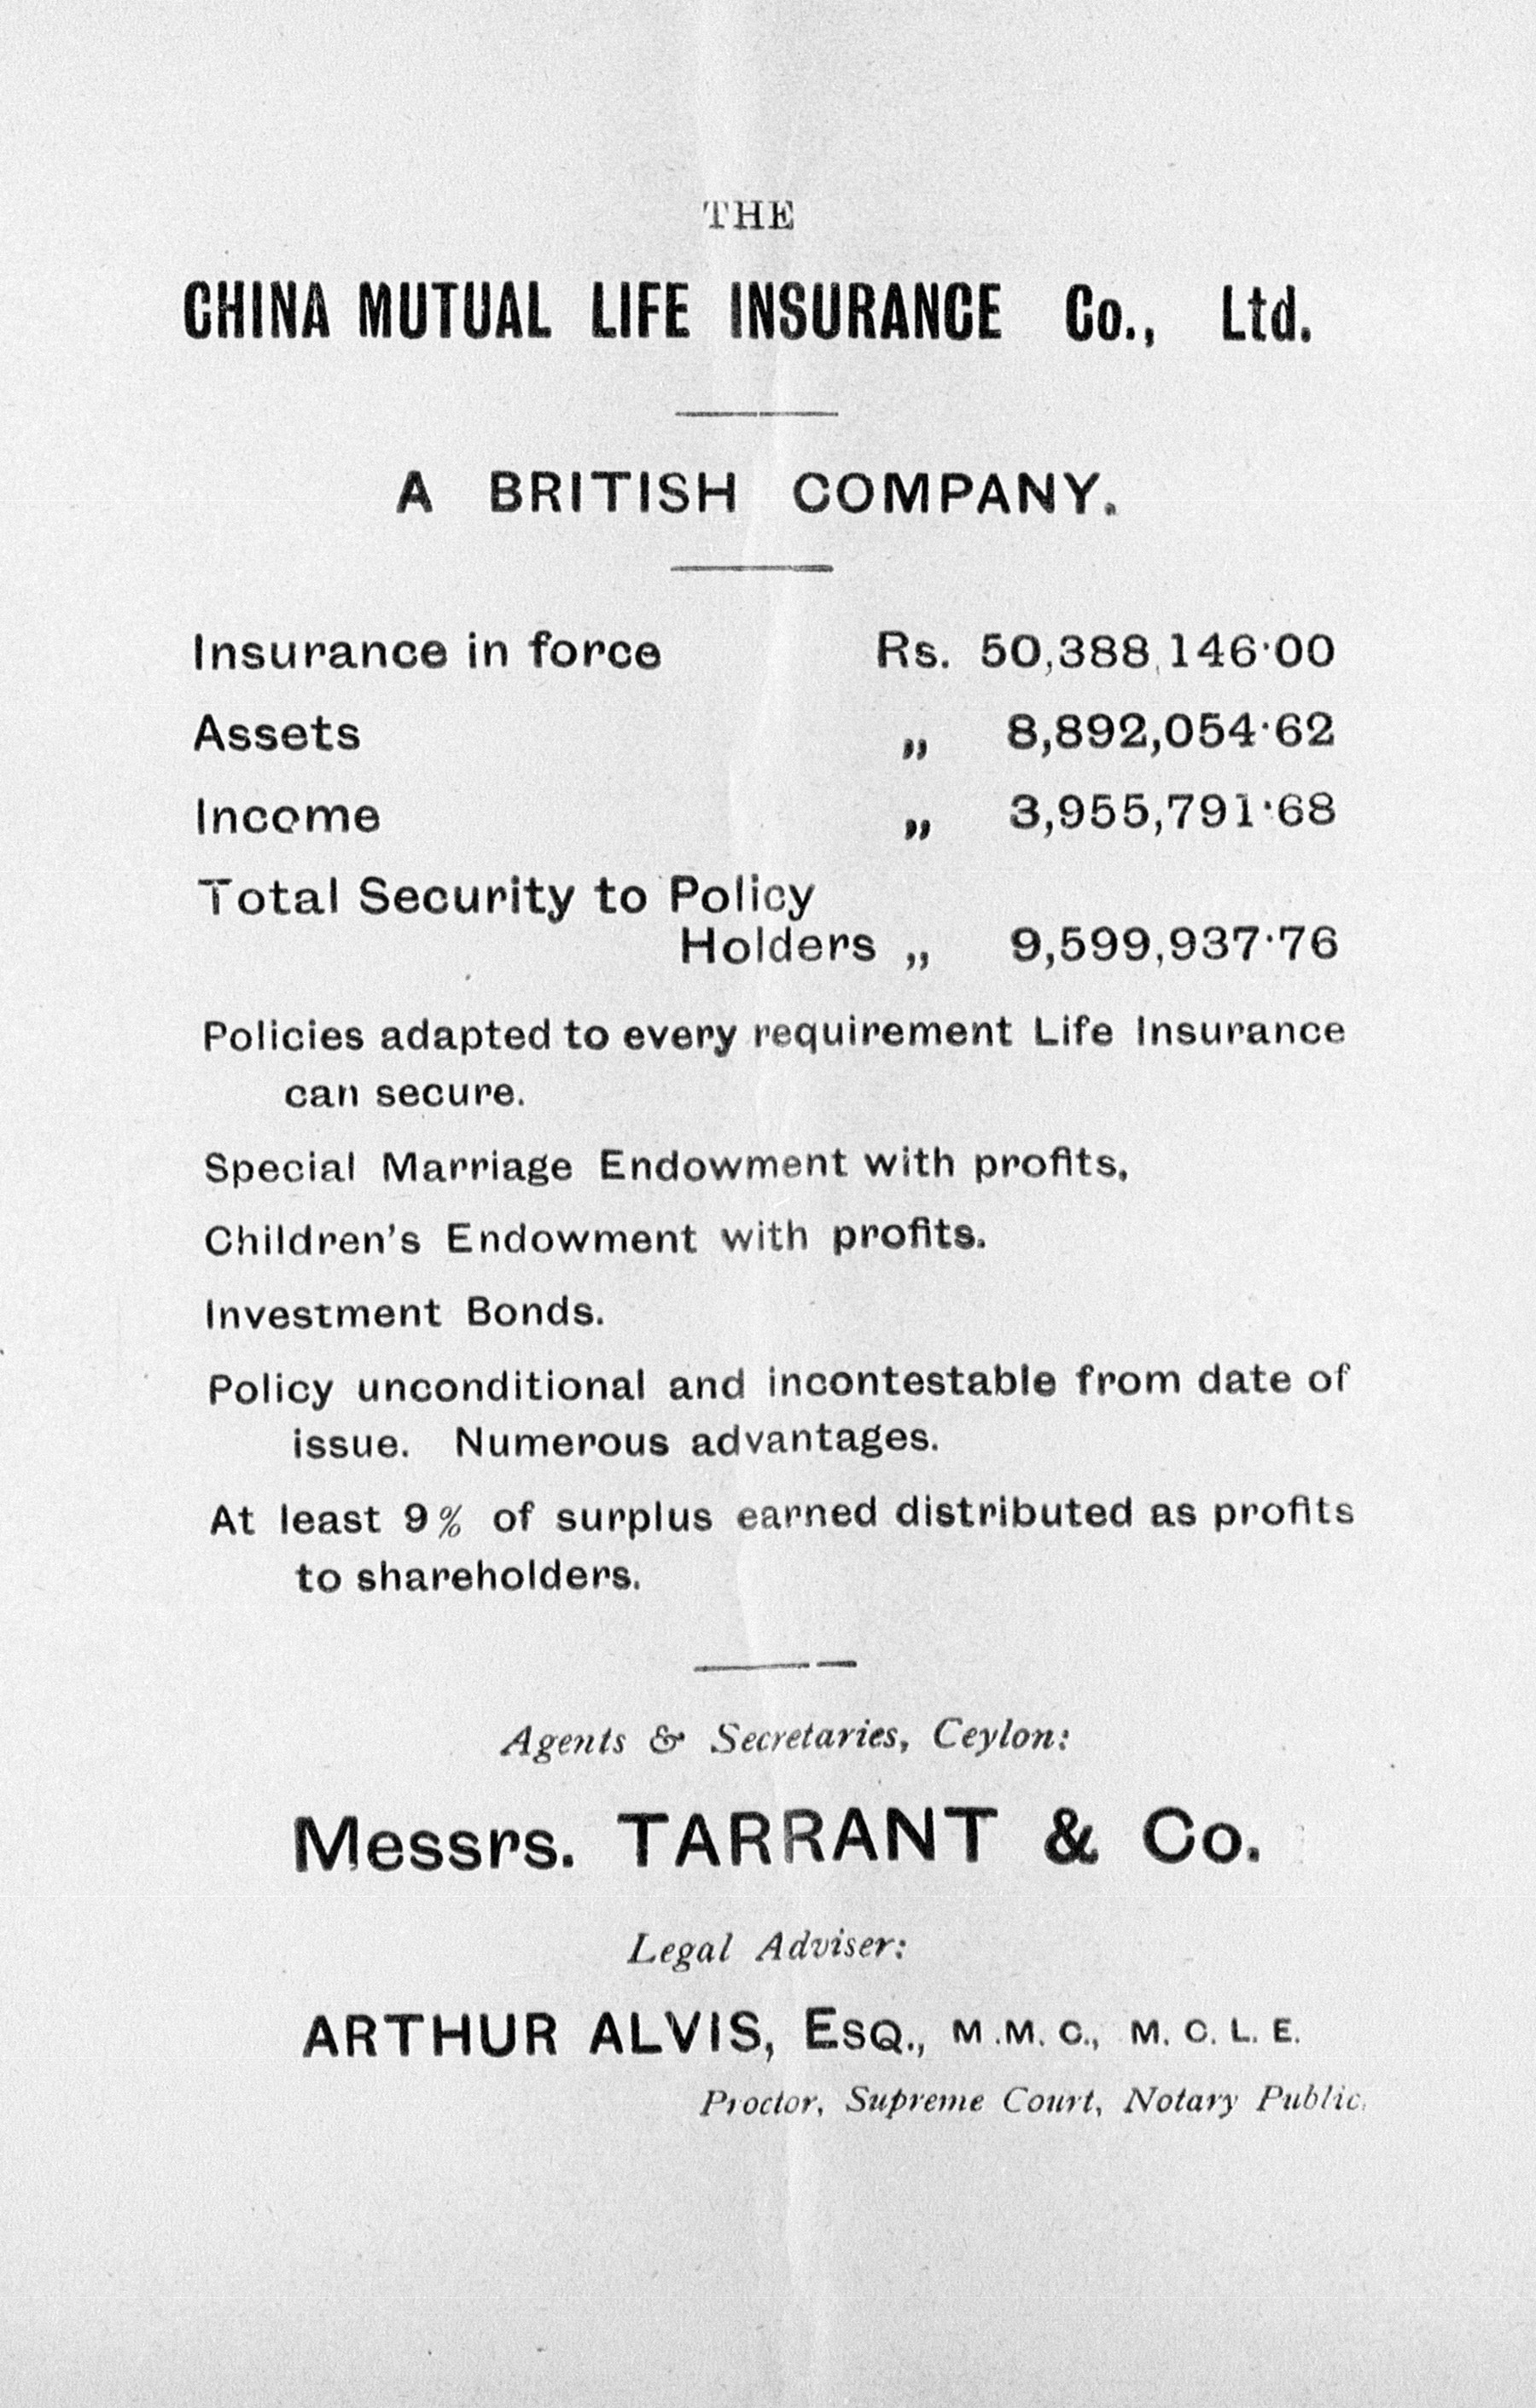 THE
CHINA MUTUAL LIFE INSURANCE Co., Ltd.
A BRITISH COMPANY.
Insurance in force Rs. 50,388,146·00
Assets „ 8,892,054·62
Income „ 3,955,791·68
Total Security to Policy
Holders „ 9,599,937·76
Policies adapted to every requirement Life Insurance
can secure.
Special Marriage Endowment with profits,
Children's Endowment with profits.
Investment Bonds.
Policy unconditional and incontestable from date of
issue. Numerous advantages.
At least 9% of surplus earned distributed as profits
to shareholders.
Agents & Secretaries, Ceylon:
Messrs. TARRANT & Co.
Legal Adviser:
ARTHUR ALVIS, ESQ., M .M. C., M. C. L. E.
Proctor, Supreme Court, Notary Public.